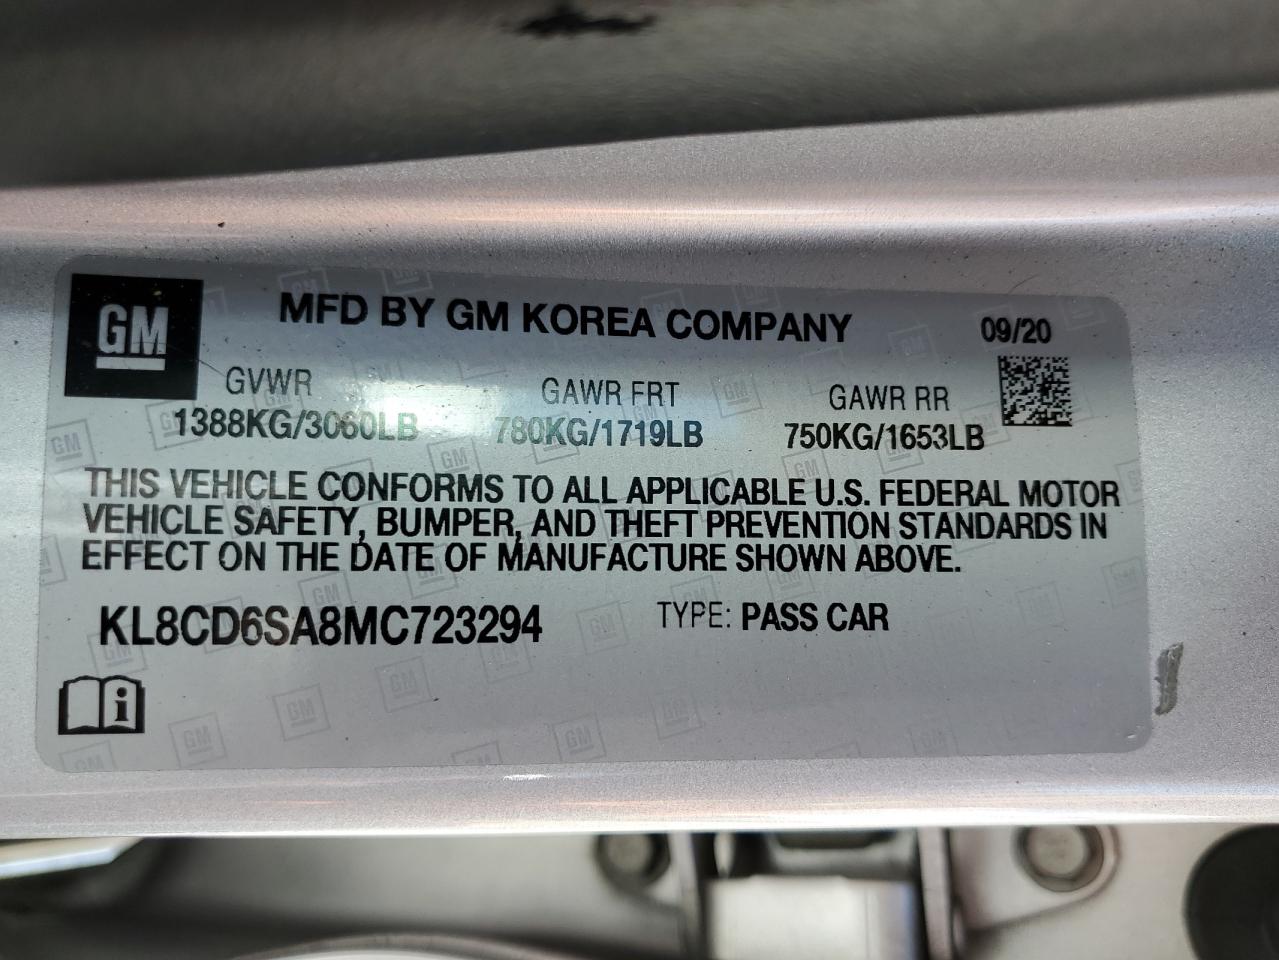 GM
MFD BY GM KOREA COMPANY
09/20
GVWR
1388KG/3060LB
GAWR FRT
780KG/1719LB
GAWR RR
750KG/1653LB
THIS VEHICLE CONFORMS TO ALL APPLICABLE U.S. FEDERAL MOTOR
VEHICLE SAFETY, BUMPER, AND THEFT PREVENTION STANDARDS IN
EFFECT ON THE DATE OF MANUFACTURE SHOWN ABOVE.
KL8CD6SA8MC723294
TYPE: PASS CAR
i